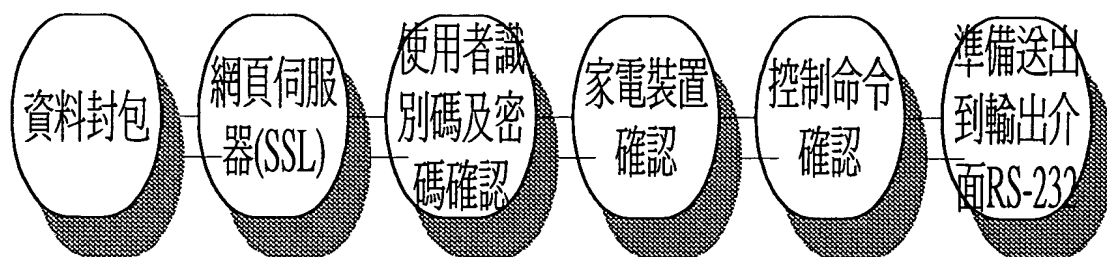 資料封包
網頁伺服
器(SSL)
使用者識
別碼及密
碼確認
家電裝置
確認
控制命令
確認
準備送出
到輸出介
面RS-232